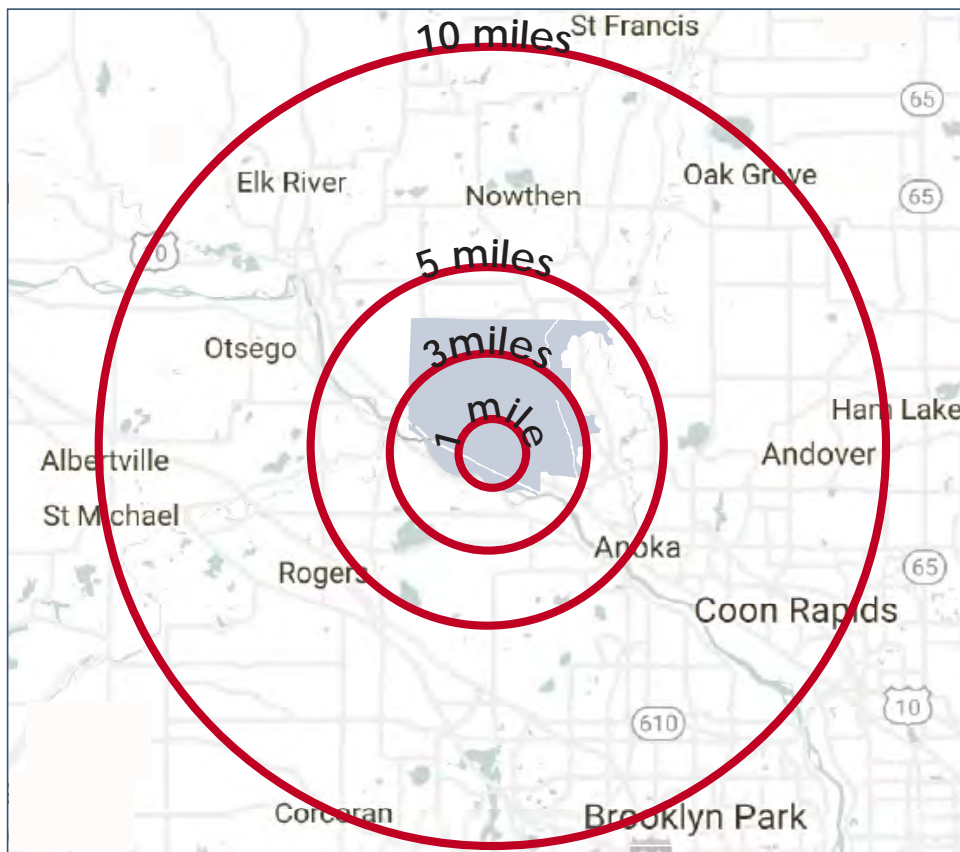 St Francis
10 miles
65
Elk River
Nowthen
Oak Grove
65
10
5 miles
Otsego
3miles
1 mile
Ham Lake
Albertville
Andover
St Michael
Anoka
Rogers
65
Coon Rapids
610
10
Corcoran
Brooklyn Park